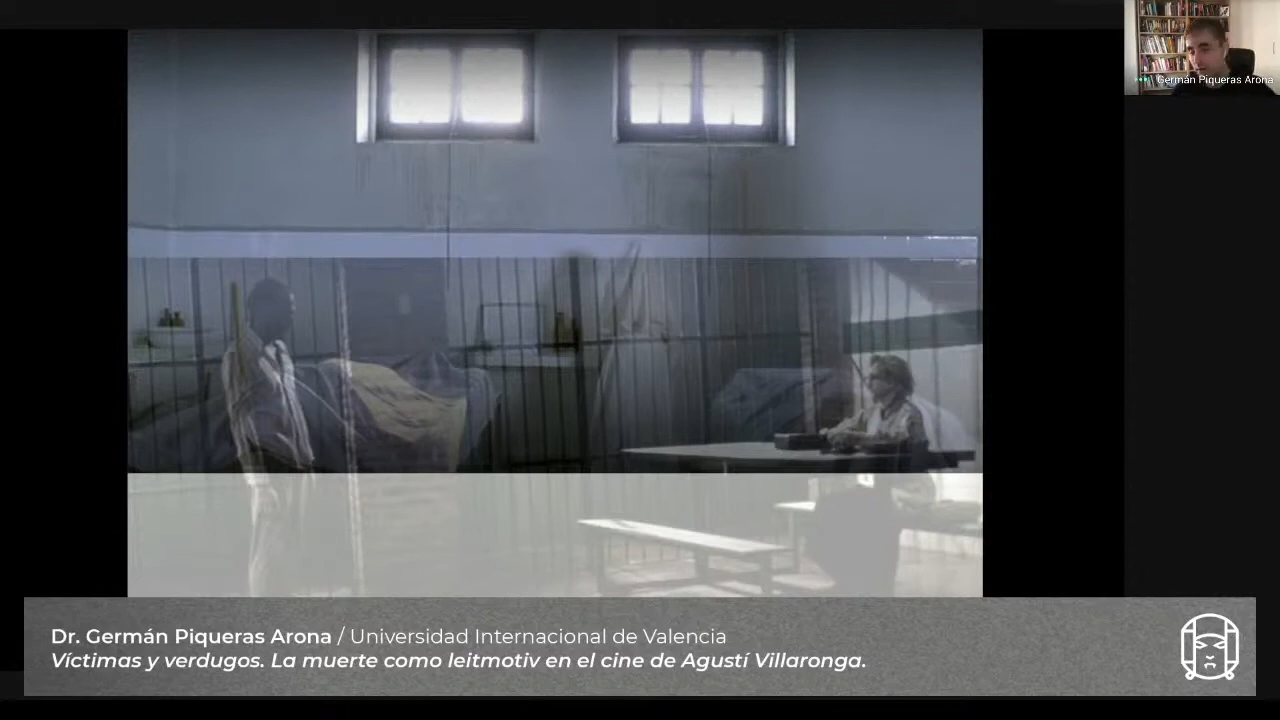 Germán Piqueras Arona
Dr. Germán Piqueras Arona / Universidad Internacional de Valencia
Víctimas y verdugos. La muerte como leitmotiv en el cine de Agustí Villaronga.